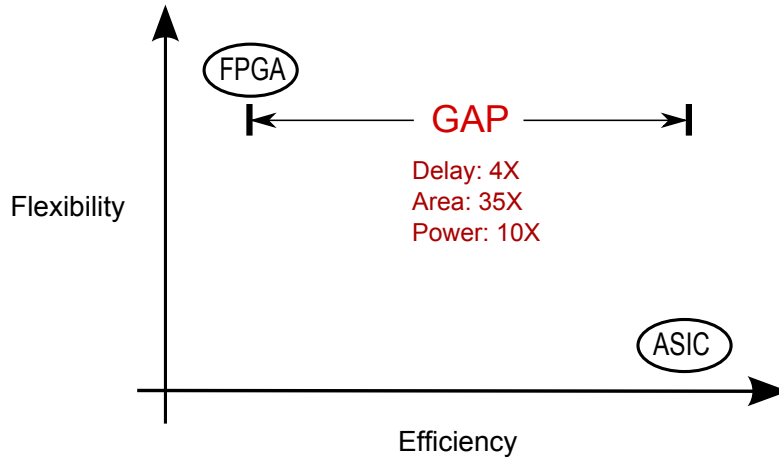 FPGA
GAP
Delay: 4X
Area: 35X
Power: 10X
Flexibility
ASIC
Efficiency